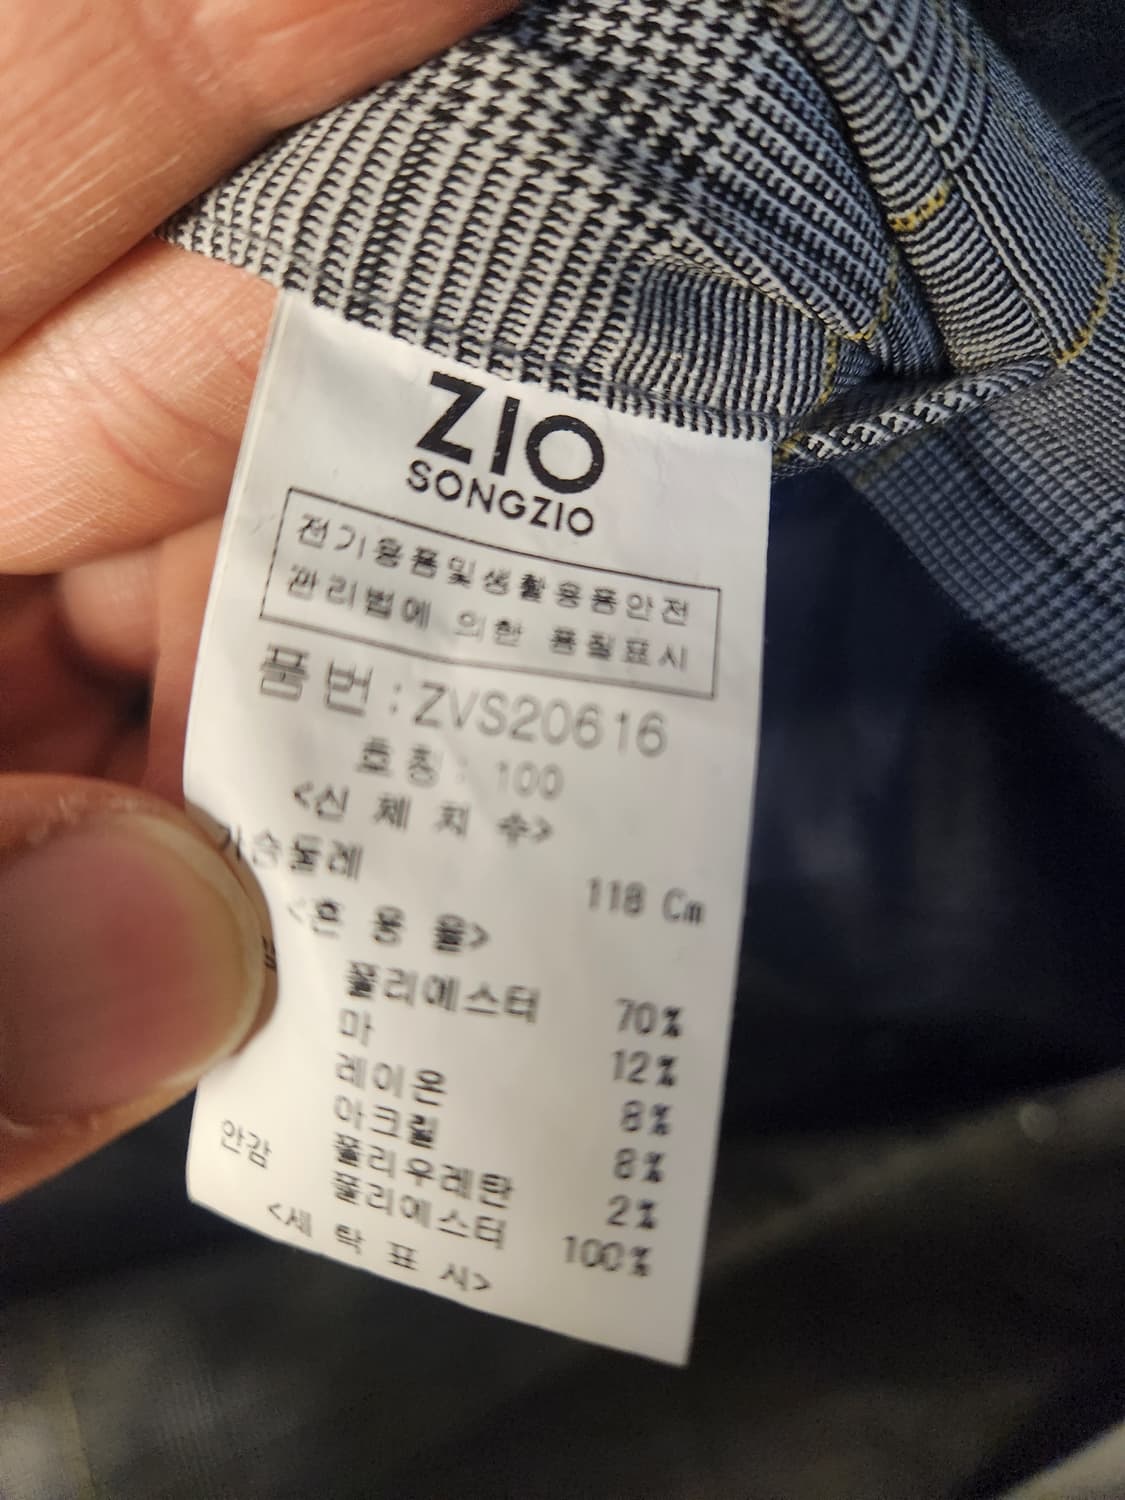 ZIO
SONGZIO
전기용품및생활용품안전
관리법에 의한 품질표시
품번 : ZVS20616
호칭 : 100
<신 체 치 수>
가슴둘레 118 Cm
<혼 용 율>
폴리에스터 70%
마 12%
레이온 8%
아크릴 8%
폴리우레탄 2%
안감 폴리에스터 100%
<세 탁 표 시>